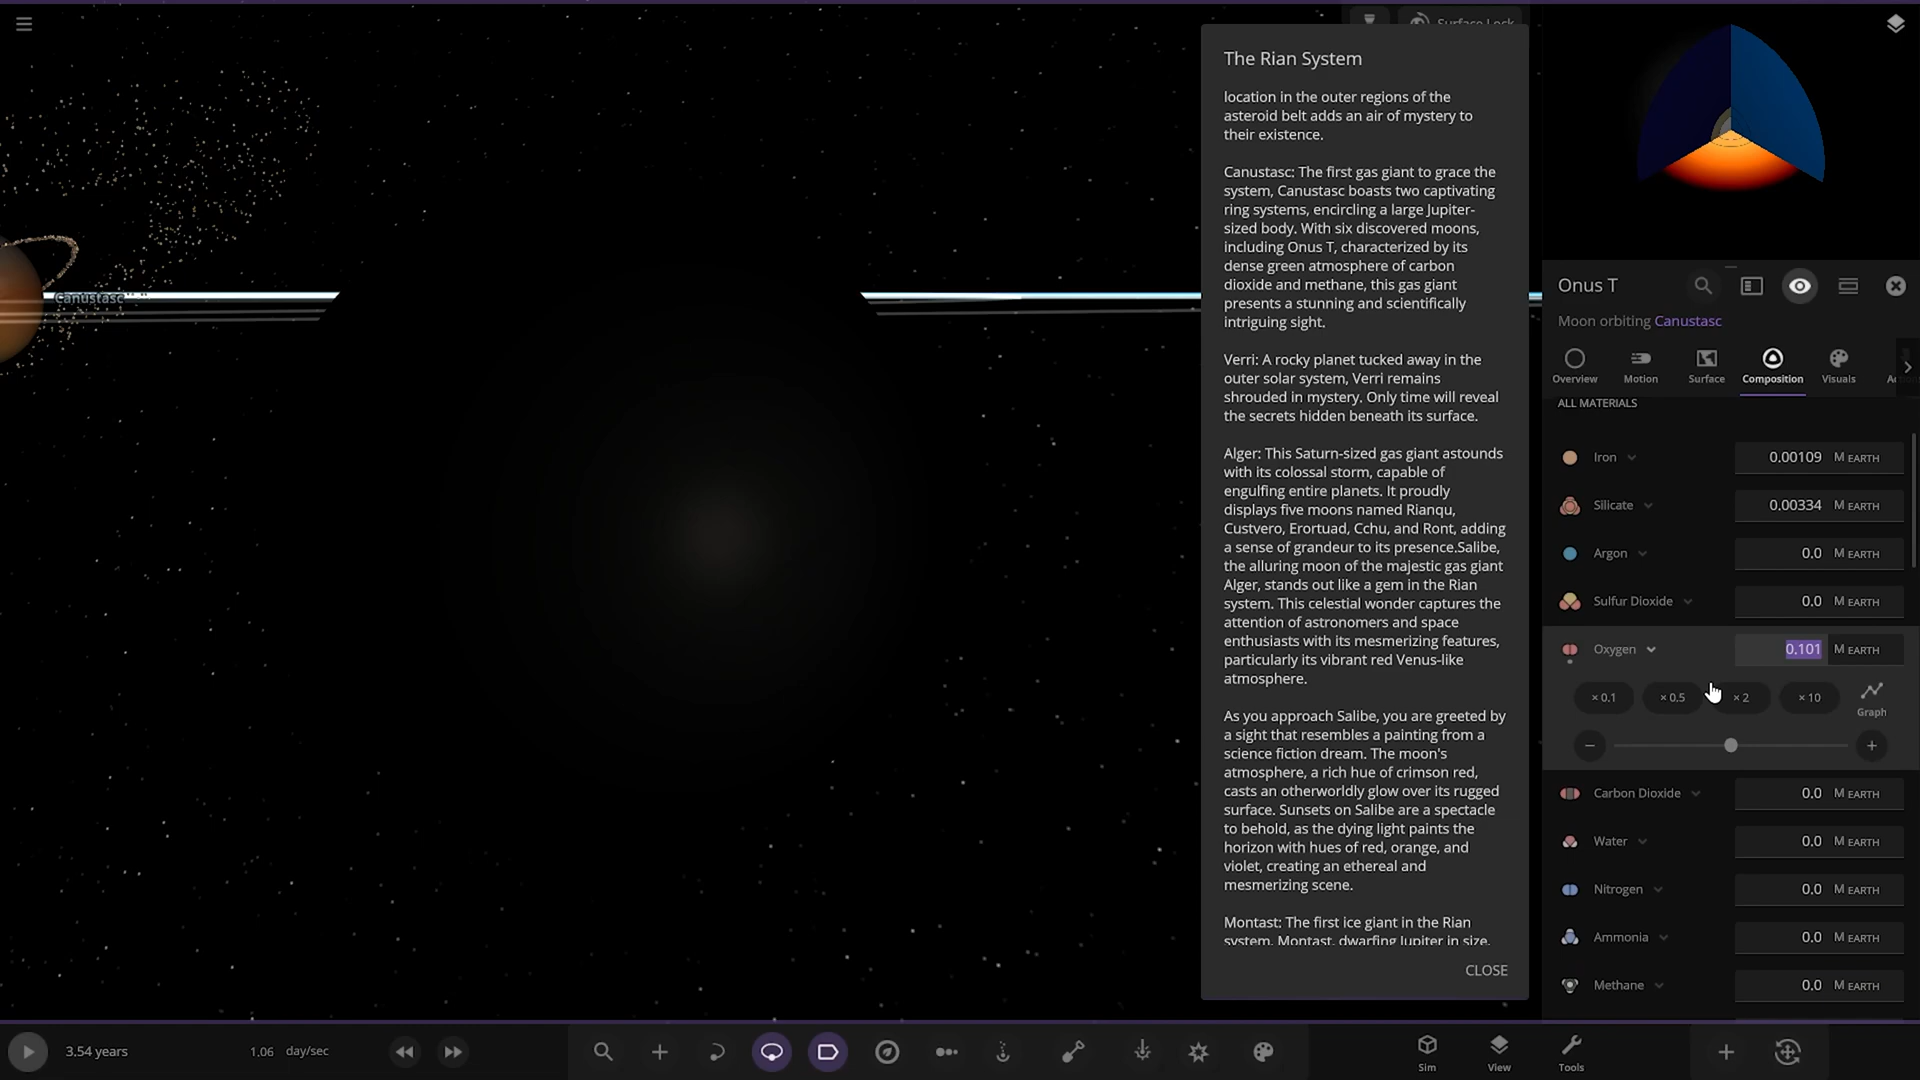 Surface Lock
The Rian System
location in the outer regions of the
asteroid belt adds an air of mystery to
their existence.
Canustasc: The first gas giant to grace the
system, Canustasc boasts two captivating
ring systems, encircling a large Jupiter-
sized body. With six discovered moons,
including Onus T, characterized by its
dense green atmosphere of carbon
dioxide and methane, this gas giant
presents a stunning and scientifically
intriguing sight.
Verri: A rocky planet tucked away in the
outer solar system, Verri remains
shrouded in mystery. Only time will reveal
the secrets hidden beneath its surface.
Alger: This Saturn-sized gas giant astounds
with its colossal storm, capable of
engulfing entire planets. It proudly
displays five moons named Rianqu,
Custvero, Erortuad, Cchu, and Ront, adding
a sense of grandeur to its presence.Salibe,
the alluring moon of the majestic gas giant
Alger, stands out like a gem in the Rian
system. This celestial wonder captures the
attention of astronomers and space
enthusiasts with its mesmerizing features,
particularly its vibrant red Venus-like
atmosphere.
As you approach Salibe, you are greeted by
a sight that resembles a painting from a
science fiction dream. The moon's
atmosphere, a rich hue of crimson red,
casts an otherworldly glow over its rugged
surface. Sunsets on Salibe are a spectacle
to behold, as the dying light paints the
horizon with hues of red, orange, and
violet, creating an ethereal and
mesmerizing scene.
Montast: The first ice giant in the Rian
system, Montast, dwarfing Jupiter in size,
CLOSE
Canustasc
Onus T
Moon orbiting Canustasc
Overview Motion Surface Composition Visuals
ALL MATERIALS
Iron 0.00109 M EARTH
Silicate 0.00334 M EARTH
Argon 0.0 M EARTH
Sulfur Dioxide 0.0 M EARTH
Oxygen 0.101 M EARTH
× 0.1 × 0.5 × 2 × 10 Graph
Carbon Dioxide 0.0 M EARTH
Water 0.0 M EARTH
Nitrogen 0.0 M EARTH
Ammonia 0.0 M EARTH
Methane 0.0 M EARTH
3.54 years 1.06 day/sec
Sim View Tools